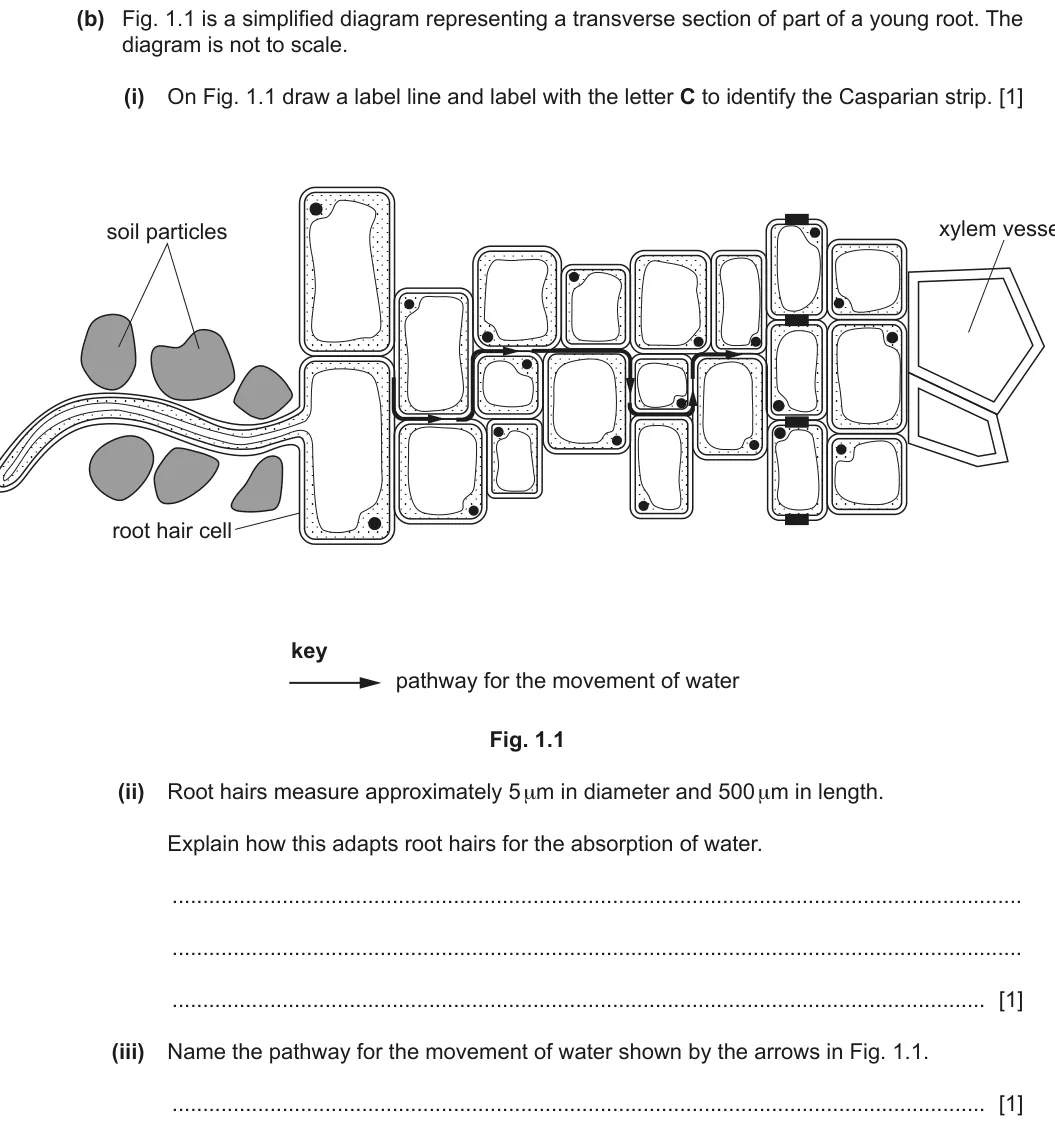 (b) Fig. 1.1 is a simplified diagram representing a transverse section of part of a young root. The
diagram is not to scale.
(i) On Fig. 1.1 draw a label line and label with the letter C to identify the Casparian strip. [1]
soil particles
xylem vesse
root hair cell
key
pathway for the movement of water
Fig. 1.1
(ii) Root hairs measure approximately 5 μm in diameter and 500 μm in length.
Explain how this adapts root hairs for the absorption of water.
[1]
(iii) Name the pathway for the movement of water shown by the arrows in Fig. 1.1.
[1]